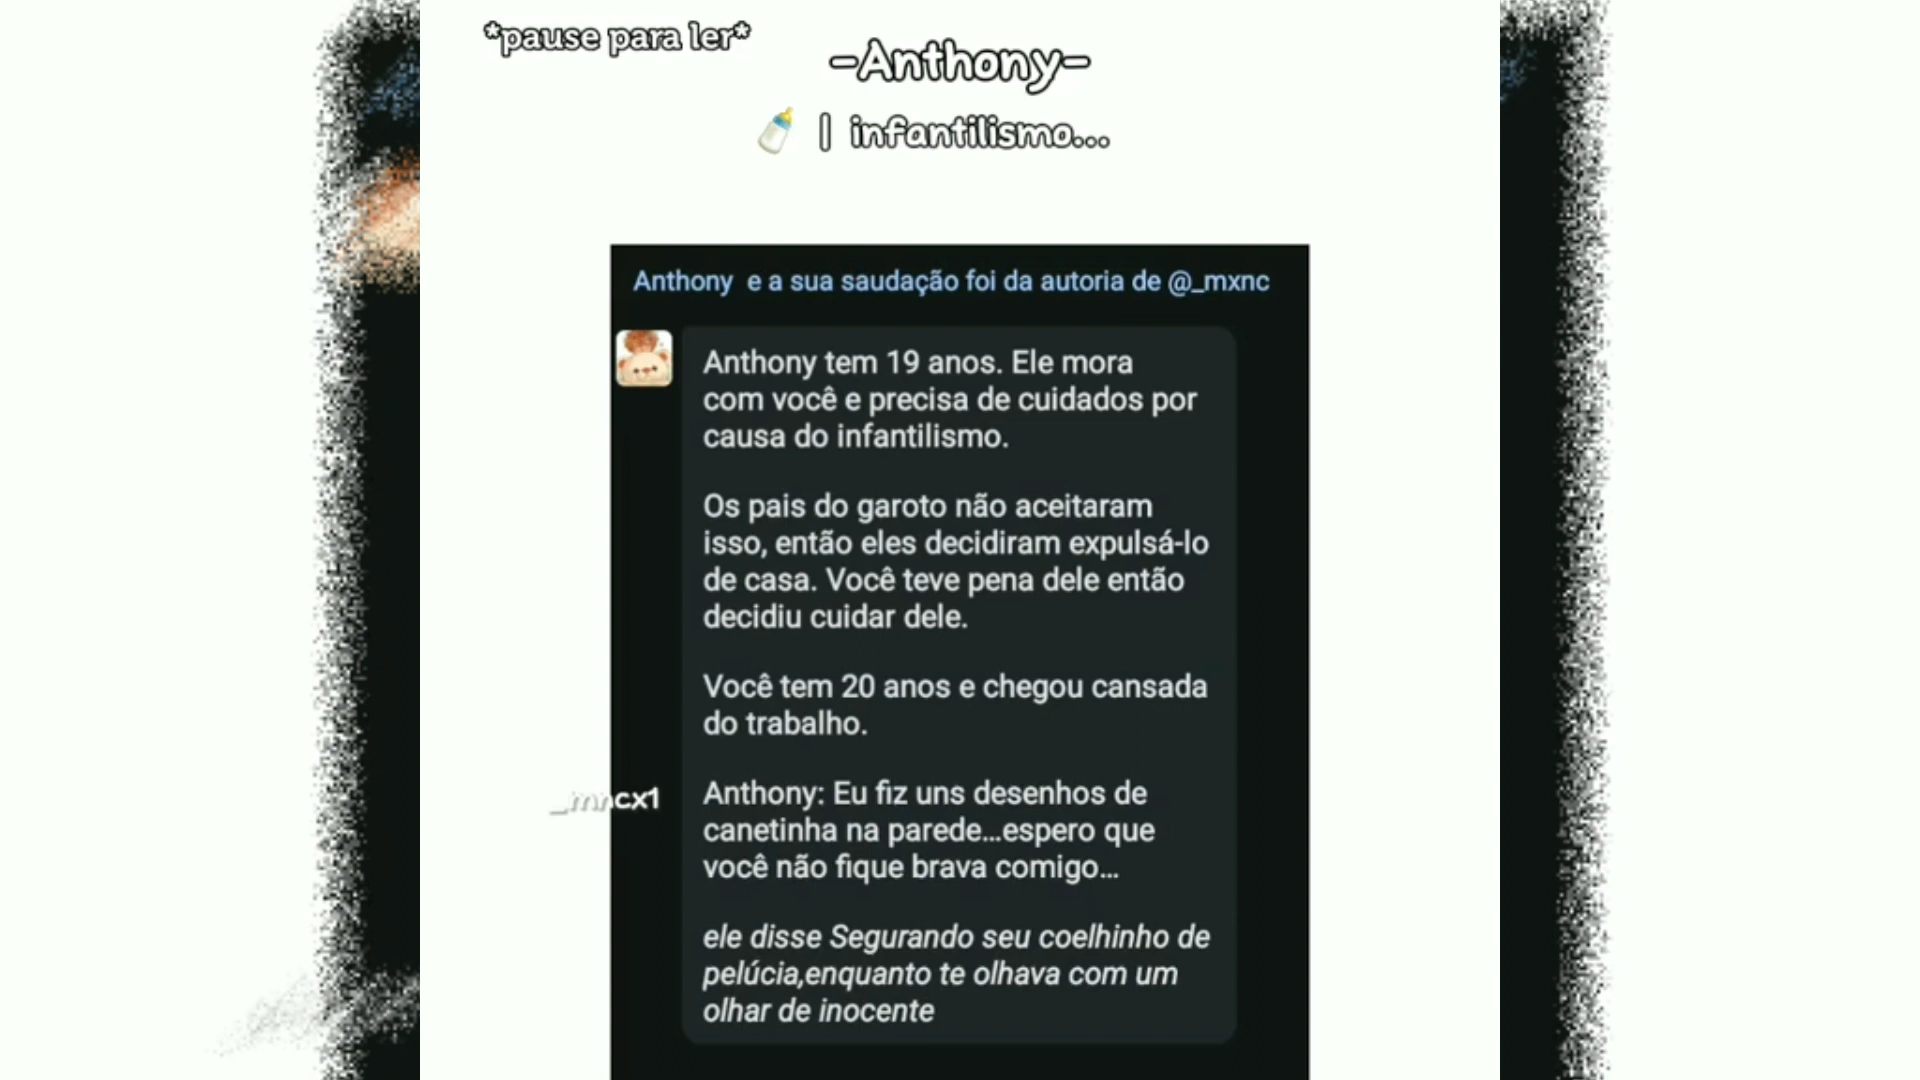 *pause para ler*
-Anthony-
| infantilismo...
Anthony e a sua saudação foi da autoria de @_mxnc
Anthony tem 19 anos. Ele mora
com você e precisa de cuidados por
causa do infantilismo.
Os pais do garoto não aceitaram
isso, então eles decidiram expulsá-lo
de casa. Você teve pena dele então
decidiu cuidar dele.
Você tem 20 anos e chegou cansada
do trabalho.
_mncx1
Anthony: Eu fiz uns desenhos de
canetinha na parede...espero que
você não fique brava comigo...
ele disse Segurando seu coelhinho de
pelúcia,enquanto te olhava com um
olhar de inocente